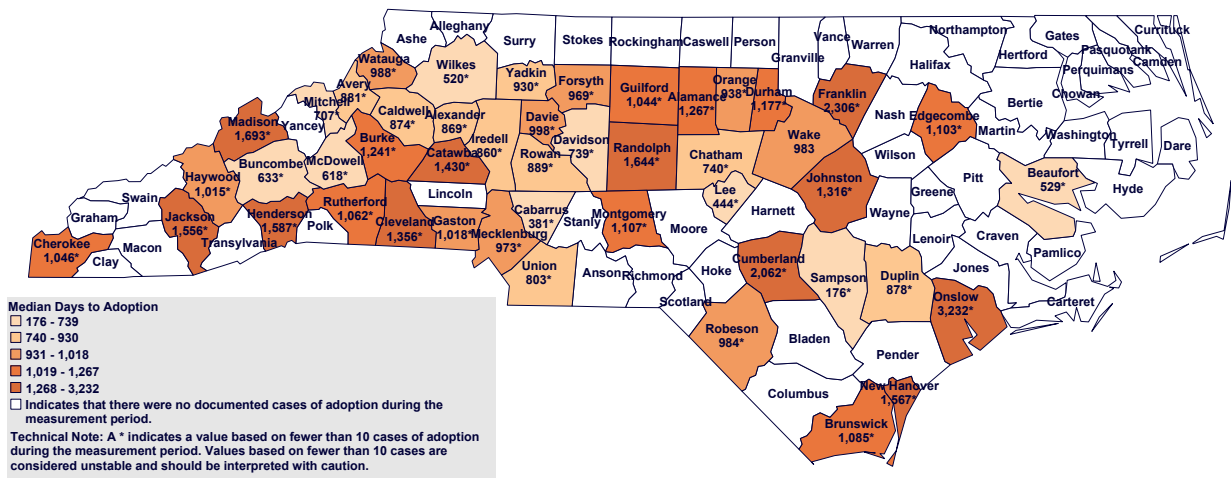 Alleghany
Ashe
Surry
Stokes
Rockingham
Caswell
Person
Granville
Vance
Warren
Northampton
Hertford
Gates
Pasquotank
Currituck
Camden
Perquimans
Chowan
Halifax
Bertie
Watauga
988*
Wilkes
520*
Yadkin
930*
Forsyth
969*
Guilford
1,044*
Alamance
1,267*
Orange
938*
Durham
1,177*
Franklin
2,306*
Nash
Edgecombe
1,103*
Martin
Washington
Tyrrell
Dare
Avery
881*
Mitchell
707*
Caldwell
874*
Alexander
869*
Iredell
860*
Davie
998*
Davidson
739*
Randolph
1,644*
Chatham
740*
Wake
983
Wilson
Madison
1,693*
Yancey
Burke
1,241*
Catawba
1,430*
Rowan
889*
Lee
444*
Johnston
1,316*
Greene
Pitt
Beaufort
529*
Hyde
Haywood
1,015*
Buncombe
633*
McDowell
618*
Lincoln
Swain
Graham
Jackson
1,556*
Henderson
1,587*
Rutherford
1,062*
Cleveland
1,356*
Gaston
1,018*
Mecklenburg
973*
Cabarrus
381*
Stanly
Montgomery
1,107*
Moore
Harnett
Wayne
Lenoir
Craven
Pamlico
Cherokee
1,046*
Clay
Macon
Transylvania
Polk
Union
803*
Anson
Richmond
Hoke
Scotland
Cumberland
2,062*
Sampson
176*
Duplin
878*
Jones
Onslow
3,232*
Carteret
Robeson
984*
Bladen
Pender
Columbus
New Hanover
1,567*
Brunswick
1,085*
Median Days to Adoption
176 - 739
740 - 930
931 - 1,018
1,019 - 1,267
1,268 - 3,232
Indicates that there were no documented cases of adoption during the
measurement period.
Technical Note: A * indicates a value based on fewer than 10 cases of adoption
during the measurement period. Values based on fewer than 10 cases are
considered unstable and should be interpreted with caution.